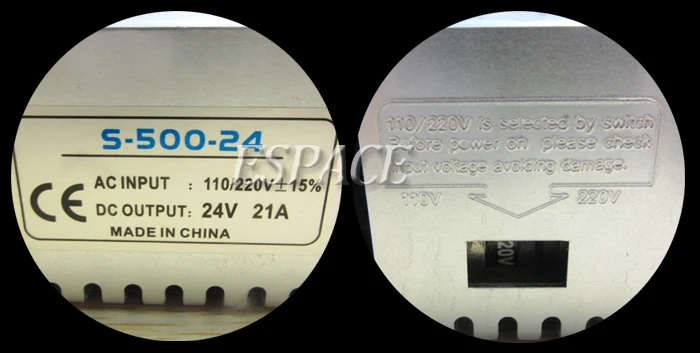 S-500-24
AC INPUT : 110/220V±15%
DC OUTPUT: 24V 21A
MADE IN CHINA
CE
ESPACE
110/220V is selected by switch
Before power on, please check
input voltage avoiding damage.
110V 220V
20V